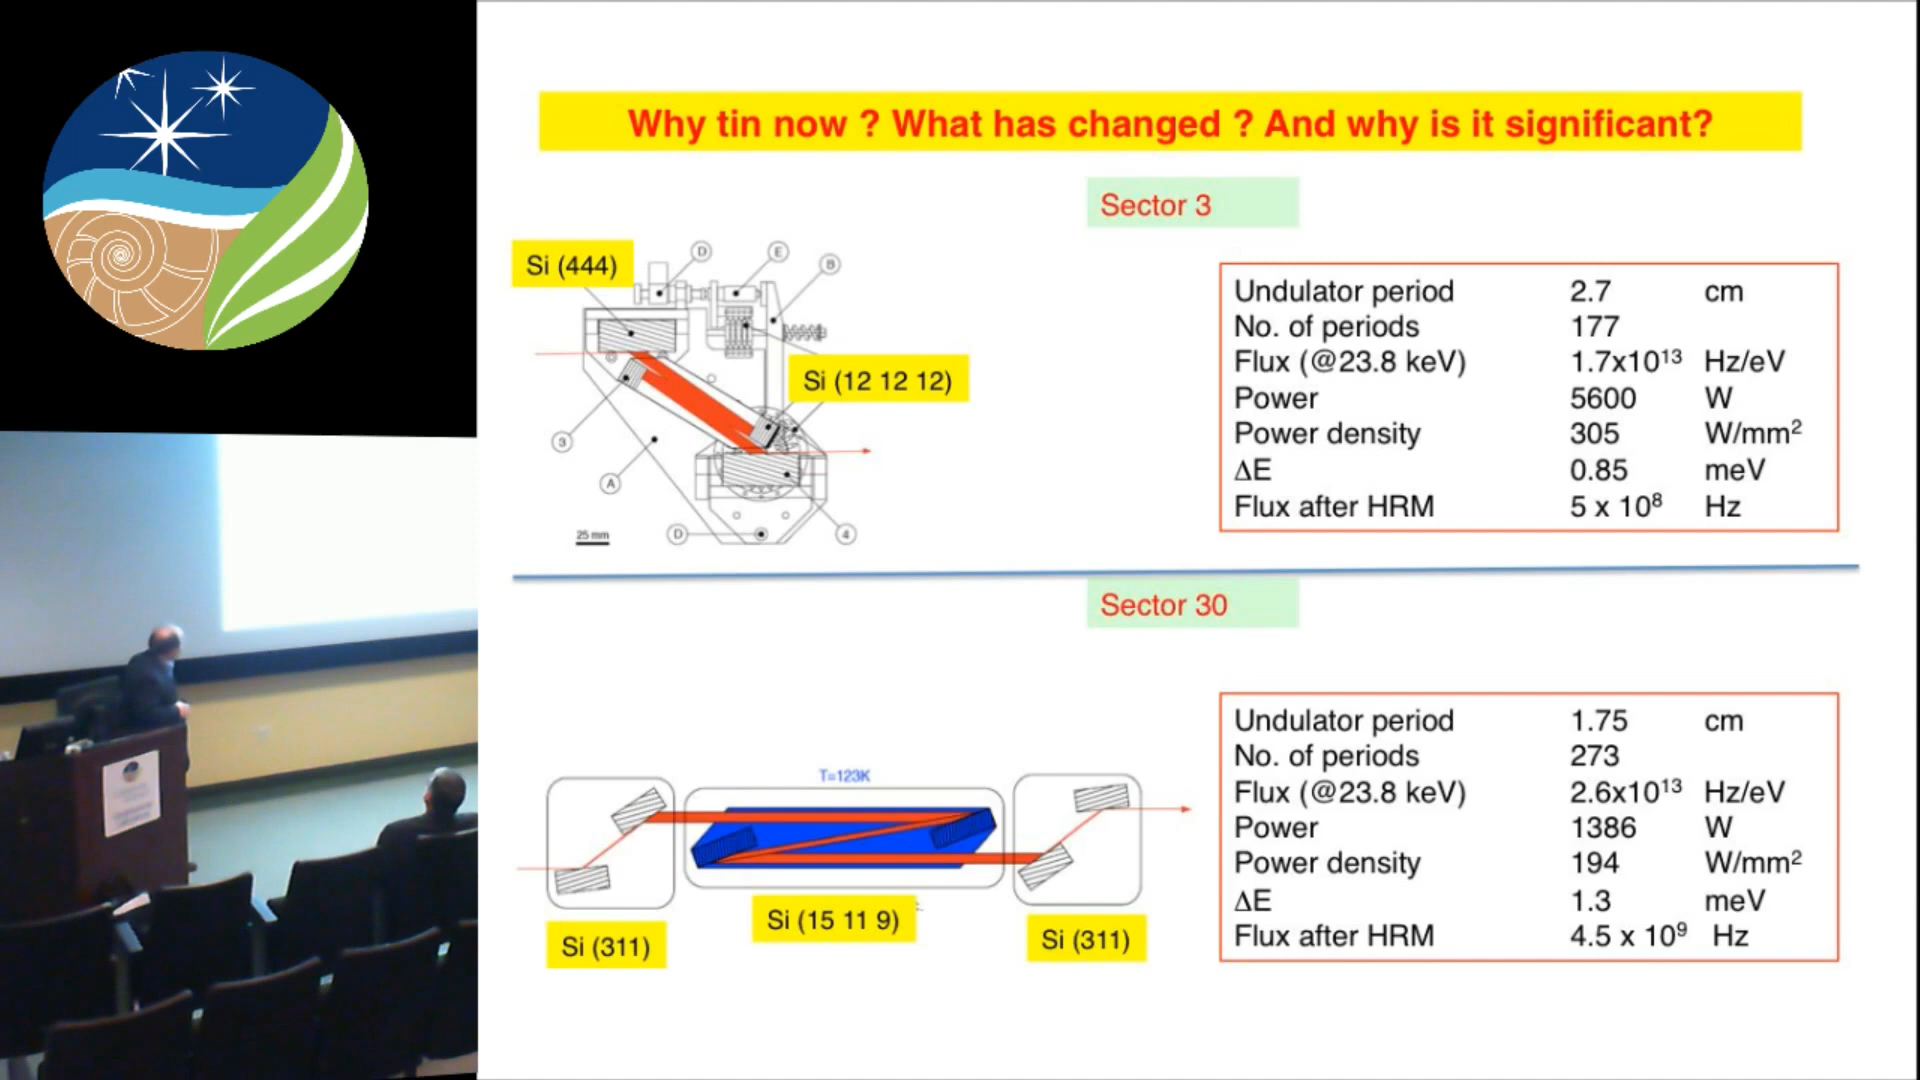 Why tin now ? What has changed ? And why is it significant?
Sector 3
Si (444)
D
E
B
Si (12 12 12)
3
A
25 mm
D
4
Undulator period 2.7 cm
No. of periods 177
Flux (@23.8 keV) 1.7x10¹³ Hz/eV
Power 5600 W
Power density 305 W/mm²
ΔE 0.85 meV
Flux after HRM 5 x 10⁸ Hz
Sector 30
T=123K
Si (311)
Si (15 11 9)
Si (311)
Undulator period 1.75 cm
No. of periods 273
Flux (@23.8 keV) 2.6x10¹³ Hz/eV
Power 1386 W
Power density 194 W/mm²
ΔE 1.3 meV
Flux after HRM 4.5 x 10⁹ Hz